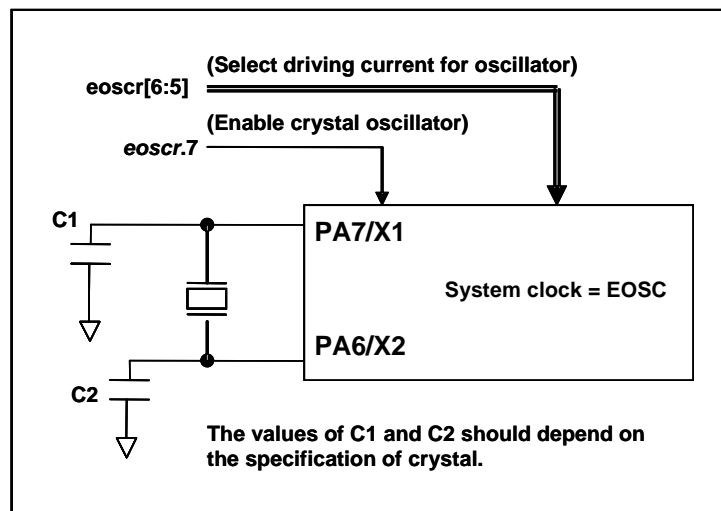 (Select driving current for oscillator)
eoscr[6:5]
(Enable crystal oscillator)
eoscr.7
C1
PA7/X1
System clock = EOSC
PA6/X2
C2
The values of C1 and C2 should depend on
the specification of crystal.